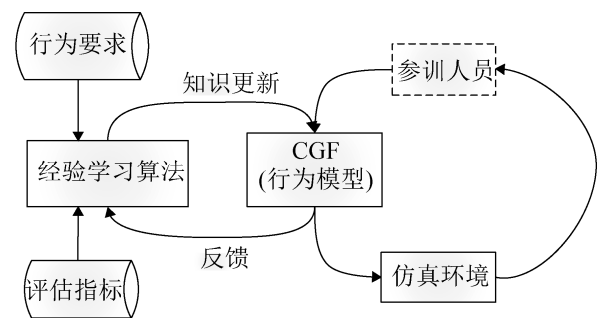 行为要求
知识更新
参训人员
经验学习算法
CGF
(行为模型)
反馈
评估指标
仿真环境